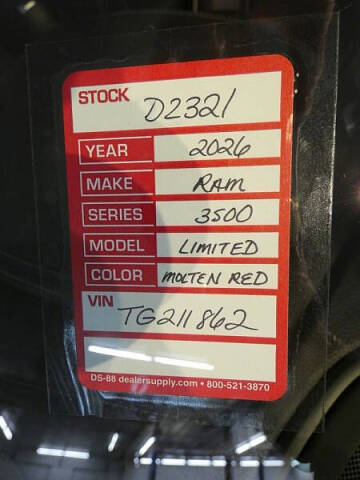 STOCK D2321
YEAR 2026
MAKE RAM
SERIES 3500
MODEL LIMITED
COLOR MOLTEN RED
VIN TG211862
DS-88 dealersupply.com • 800-521-3870